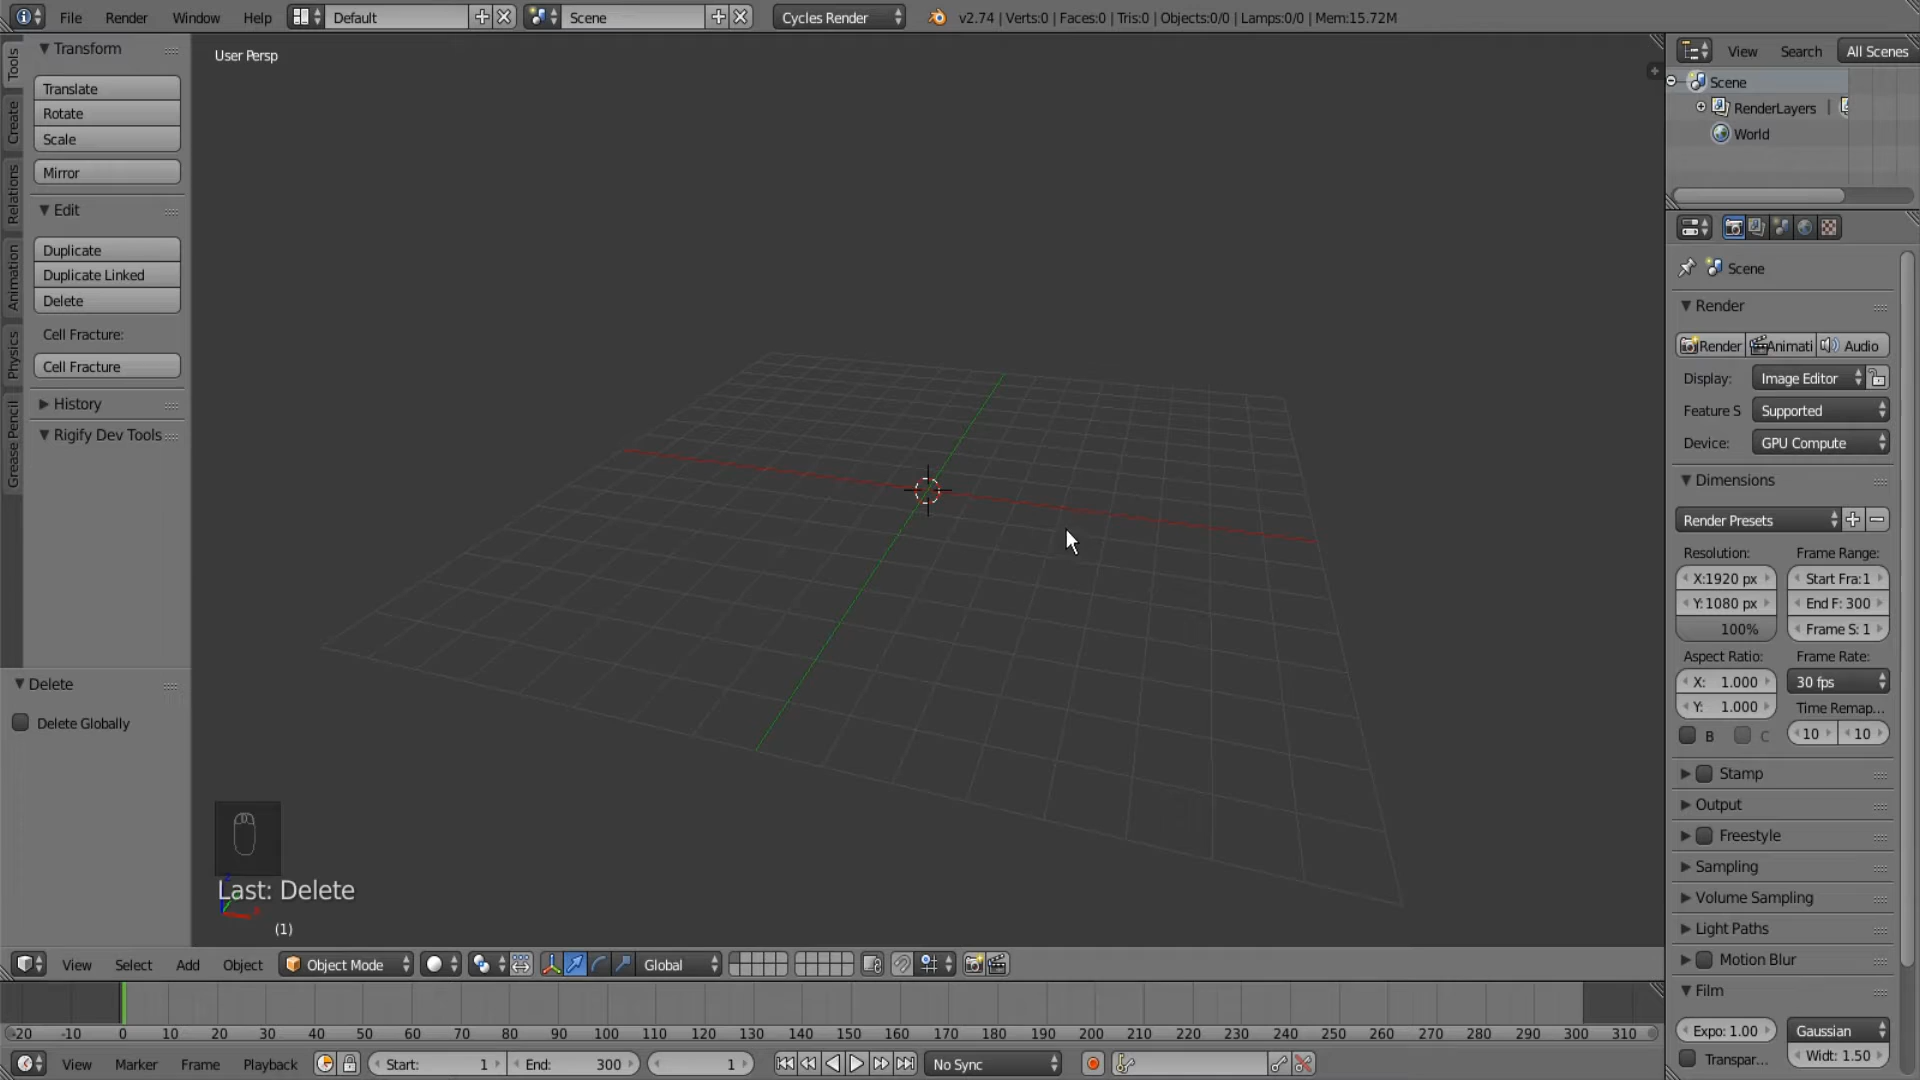 File Render Window Help Default Scene Cycles Render v2.74 | Verts:0 | Faces:0 | Tris:0 | Objects:0/0 | Lamps:0/0 | Mem:15.72M
Tools
Create
Relations
Animation
Physics
Grease Pencil
Transform
Translate
Rotate
Scale
Mirror
Edit
Duplicate
Duplicate Linked
Delete
Cell Fracture:
Cell Fracture
History
Rigify Dev Tools
Delete
Delete Globally
User Persp
Last: Delete
(1)
View Search All Scenes
Scene
RenderLayers
World
Scene
Render
Render Animati Audio
Display: Image Editor
Feature S Supported
Device: GPU Compute
Dimensions
Render Presets
Resolution: Frame Range:
X:1920 px Start Fra:1
Y:1080 px End F: 300
100% Frame S: 1
Aspect Ratio: Frame Rate:
X: 1.000 30 fps
Y: 1.000 Time Remap...
B C 10 10
Stamp
Output
Freestyle
Sampling
Volume Sampling
Light Paths
Motion Blur
Film
Expo: 1.00 Gaussian
Transpar... Widt: 1.50
View Select Add Object Object Mode Global
-20 -10 0 10 20 30 40 50 60 70 80 90 100 110 120 130 140 150 160 170 180 190 200 210 220 230 240 250 260 270 280 290 300 310
View Marker Frame Playback Start: 1 End: 300 1 No Sync